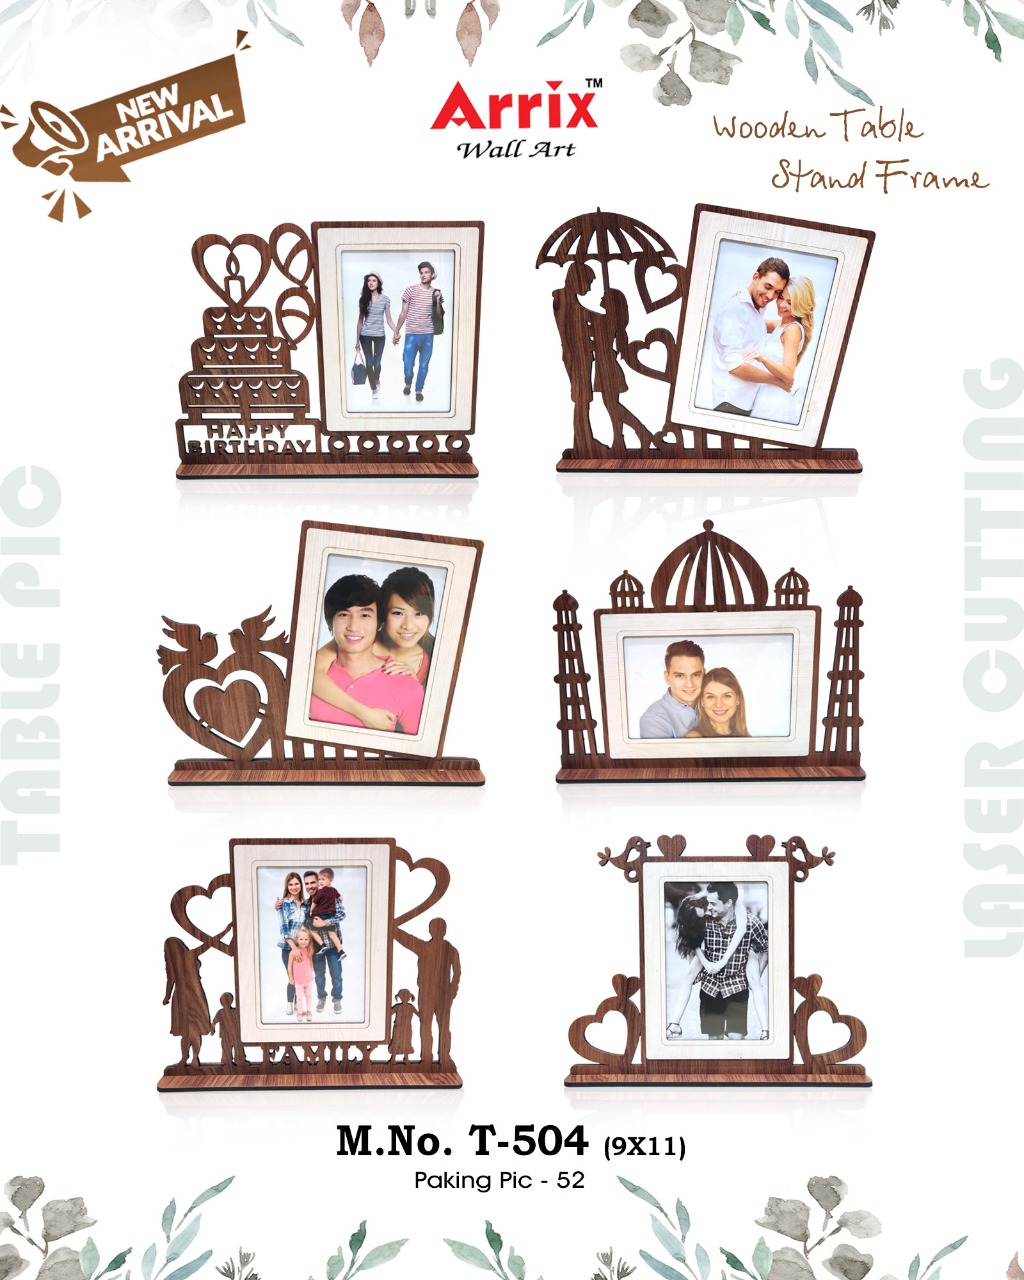 NEW
ARRIVAL
Arrix™
Wall Art
Wooden Table
Stand Frame
HAPPY
BIRTHDAY
FAMILY
TABLE PIC
LASER CUTTING
M.No. T-504 (9X11)
Paking Pic - 52